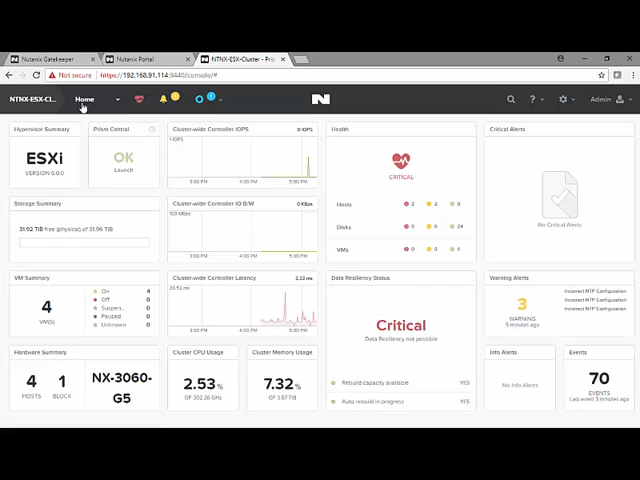 Nutanix Gatekeeper
Nutanix Portal
NTNX-ESX-Cluster - Pris
Not secure
https://192.168.91.114:9440/console/#
NTNX-ESX-Cl...
Home
1
1
N
?
Admin
Hypervisor Summary
ESXi
VERSION 6.0.0
Prism Central
OK
Launch
Storage Summary
31.92 TiB free (physical) of 31.96 TiB
VM Summary
4
VM(S)
On 4
Off 0
Suspen... 0
Paused 0
Unknown 0
Hardware Summary
4
HOSTS
1
BLOCK
NX-3060-
G5
Cluster-wide Controller IOPS
0 IOPS
1 IOPS
3:00 PM 4:00 PM 5:00 PM
Cluster-wide Controller IO B/W
0 KBps
100 MBps
3:00 PM 4:00 PM 5:00 PM
Cluster-wide Controller Latency
2.22 ms
3:00 PM 4:00 PM 5:00 PM
Cluster CPU Usage
2.53 %
OF 302.26 GHz
Cluster Memory Usage
7.32 %
OF 3.87 TiB
Health
CRITICAL
Hosts 2 2 0
Disks 0 0 24
VMs 0 0 4
Data Resiliency Status
Critical
Data Resiliency not possible
Rebuild capacity available YES
Auto rebuild in progress YES
Critical Alerts
No Critical Alerts
Warning Alerts
3
WARNING
5 minutes ago
Incorrect NTP Configuration
Incorrect NTP Configuration
Incorrect NTP Configuration
Info Alerts
No Info Alerts
Events
70
EVENTS
Last event 3 minutes ago